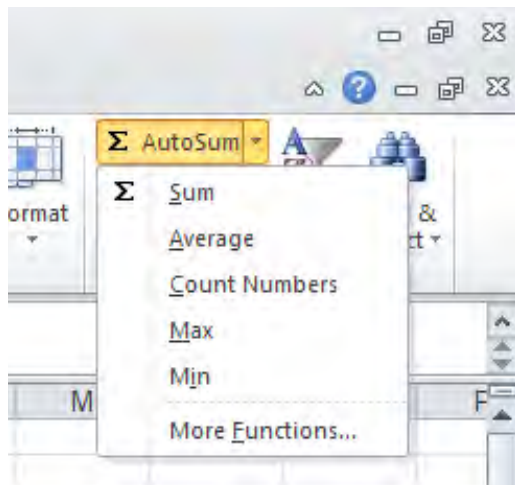 Σ AutoSum
ormat
Σ Sum
Average
Count Numbers
Max
Min
More Functions...
&
ct
M